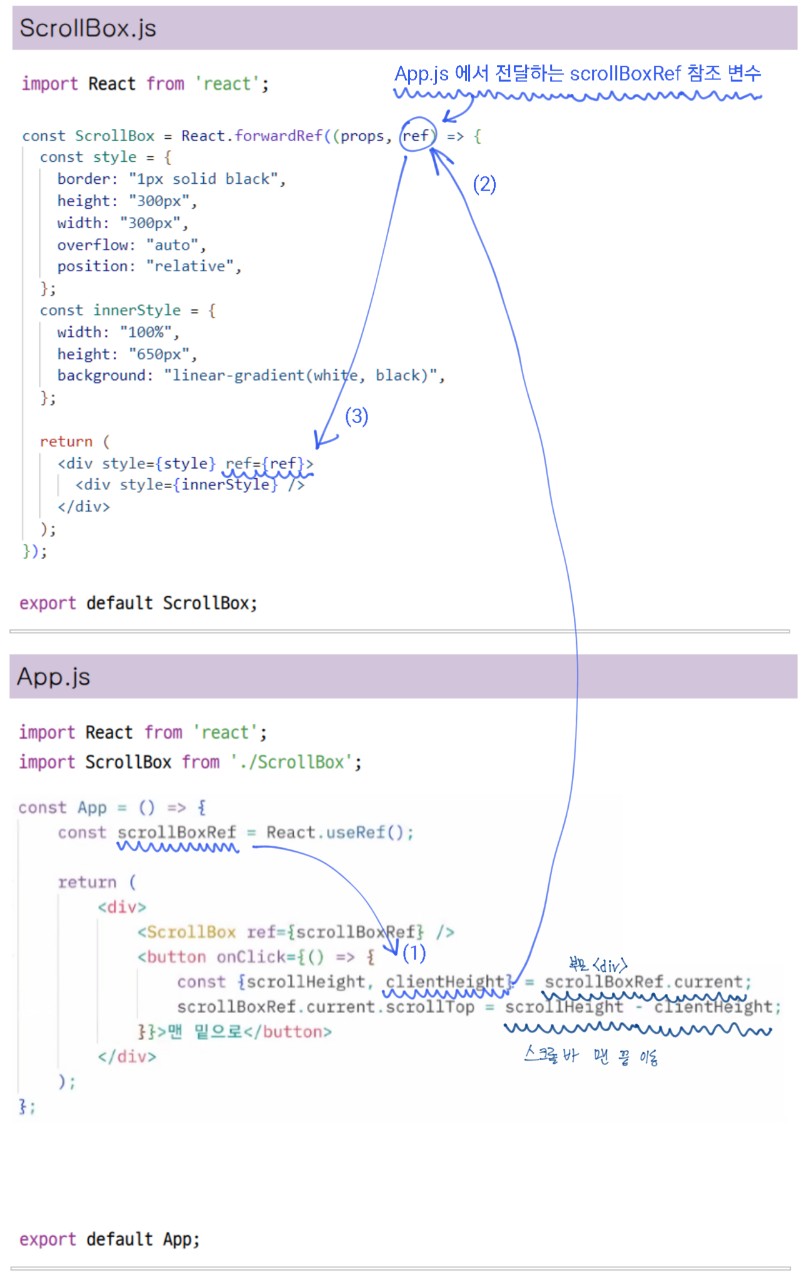 ScrollBox.js
import React from 'react';
App.js 에서 전달하는 scrollBoxRef 참조 변수
const ScrollBox = React.forwardRef((props, ref) => {
const style = {
border: "1px solid black",
height: "300px",
width: "300px",
overflow: "auto",
position: "relative",
};
const innerStyle = {
width: "100%",
height: "650px",
background: "linear-gradient(white, black)",
};
(2)
(3)
return (
<div style={style} ref={ref}>
<div style={innerStyle} />
</div>
);
});
export default ScrollBox;
App.js
import React from 'react';
import ScrollBox from './ScrollBox';
const App = () => {
const scrollBoxRef = React.useRef();
return (
<div>
<ScrollBox ref={scrollBoxRef} />
<button onClick={() => {
(1)
부모 <div>
const {scrollHeight, clientHeight} = scrollBoxRef.current;
scrollBoxRef.current.scrollTop = scrollHeight - clientHeight;
}}>맨 밑으로</button>
스크롤바 맨 끝 이동
</div>
);
};
export default App;